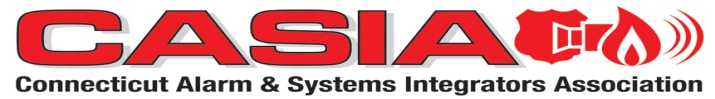 CASIA
Connecticut Alarm & Systems Integrators Association